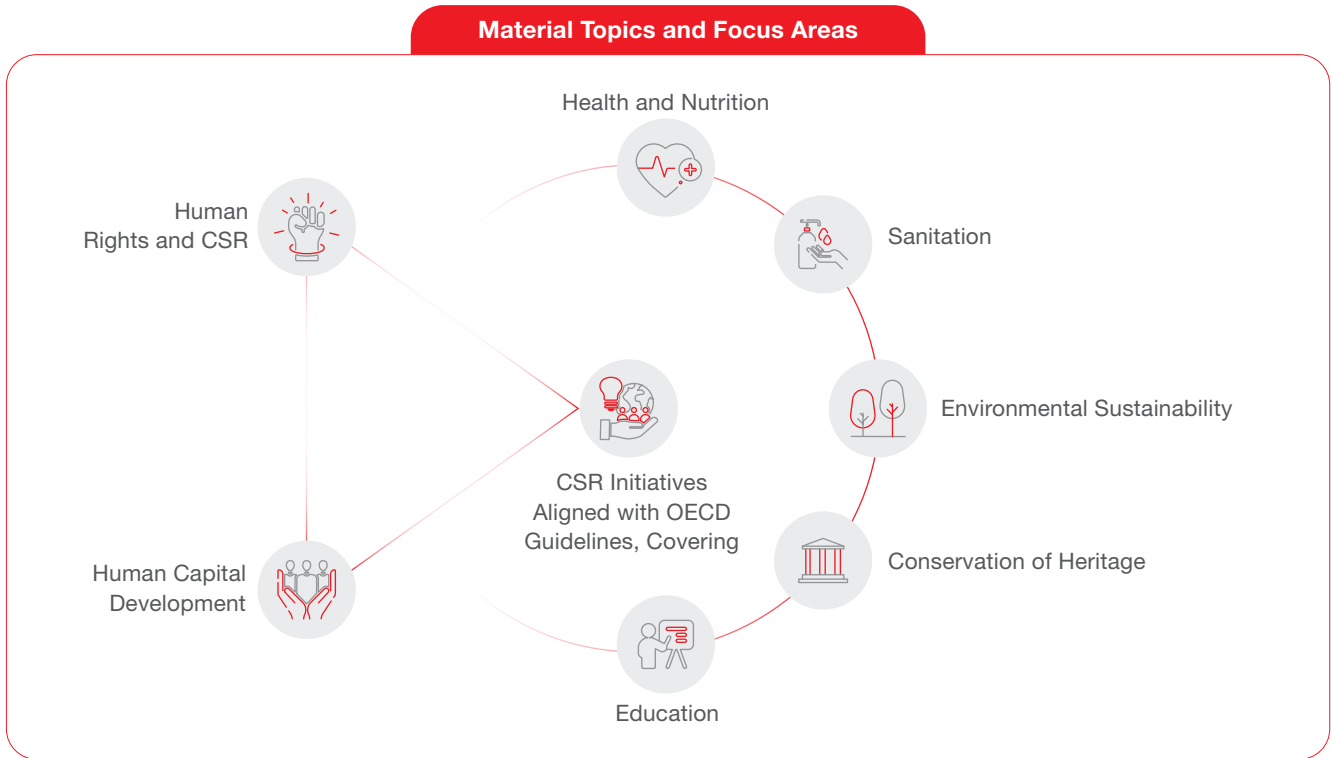 Material Topics and Focus Areas
Health and Nutrition
Human
Rights and CSR
Sanitation
Environmental Sustainability
CSR Initiatives
Aligned with OECD
Guidelines, Covering
Conservation of Heritage
Human Capital
Development
Education